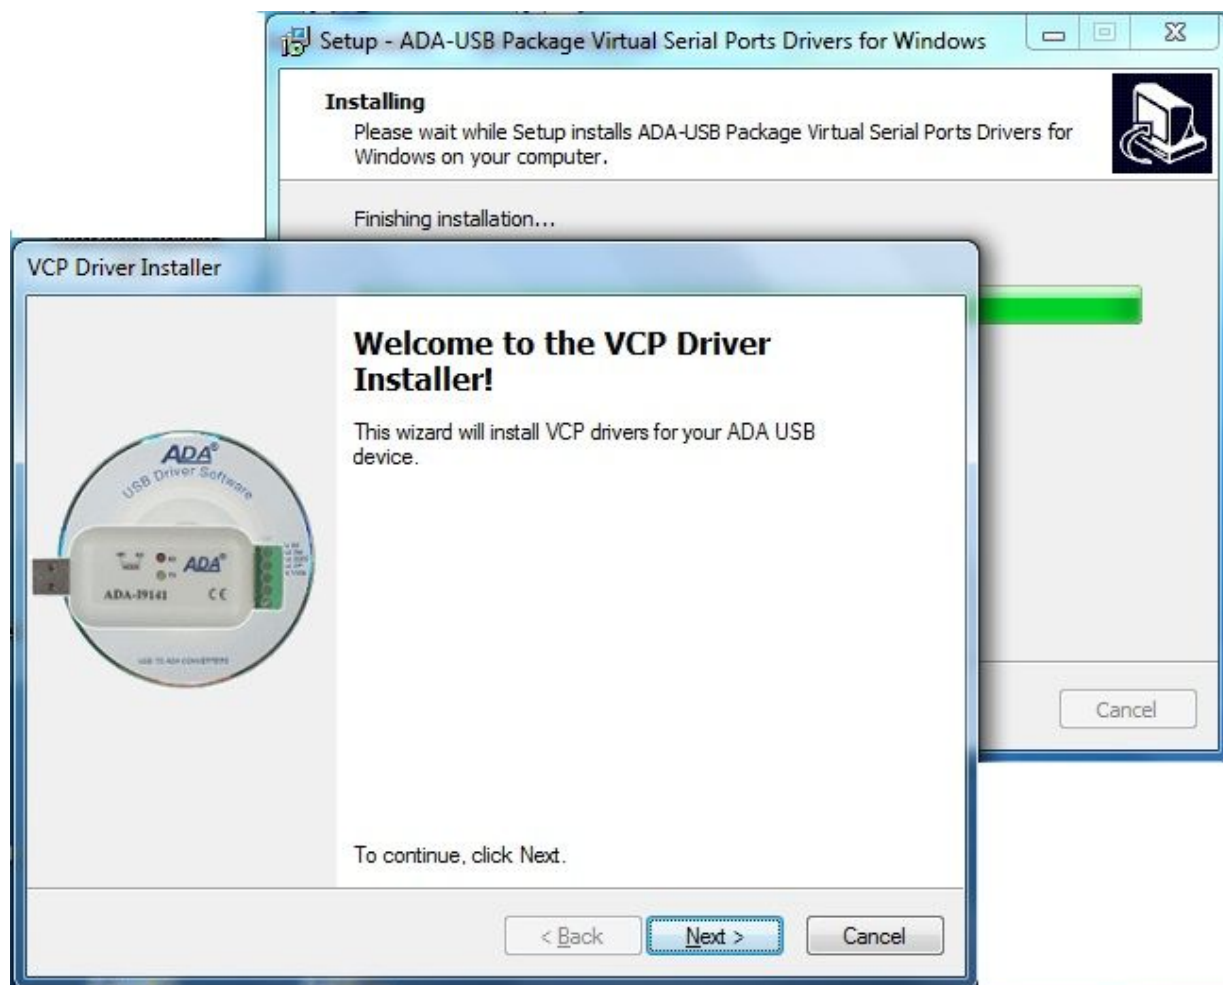 Setup - ADA-USB Package Virtual Serial Ports Drivers for Windows
Installing
Please wait while Setup installs ADA-USB Package Virtual Serial Ports Drivers for
Windows on your computer.
Finishing installation...
Cancel
VCP Driver Installer
Welcome to the VCP Driver
Installer!
This wizard will install VCP drivers for your ADA USB
device.
ADA®
USB Driver Software
ADA®
ADA-I9141 CE
To continue, click Next.
< Back
Next >
Cancel